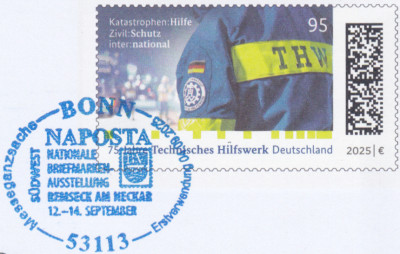 Katastrophen:Hilfe
Zivil:Schutz
inter:national
95
THW
75 Jahre Technisches Hilfswerk Deutschland
2025 | €
BONN
Messeganzsache
Erstverwendung
NAPOSTA
SÜDWEST
NATIONALE
BRIEFMARKEN-
AUSSTELLUNG
REMSECK AM NECKAR
12.–14. SEPTEMBER
53113